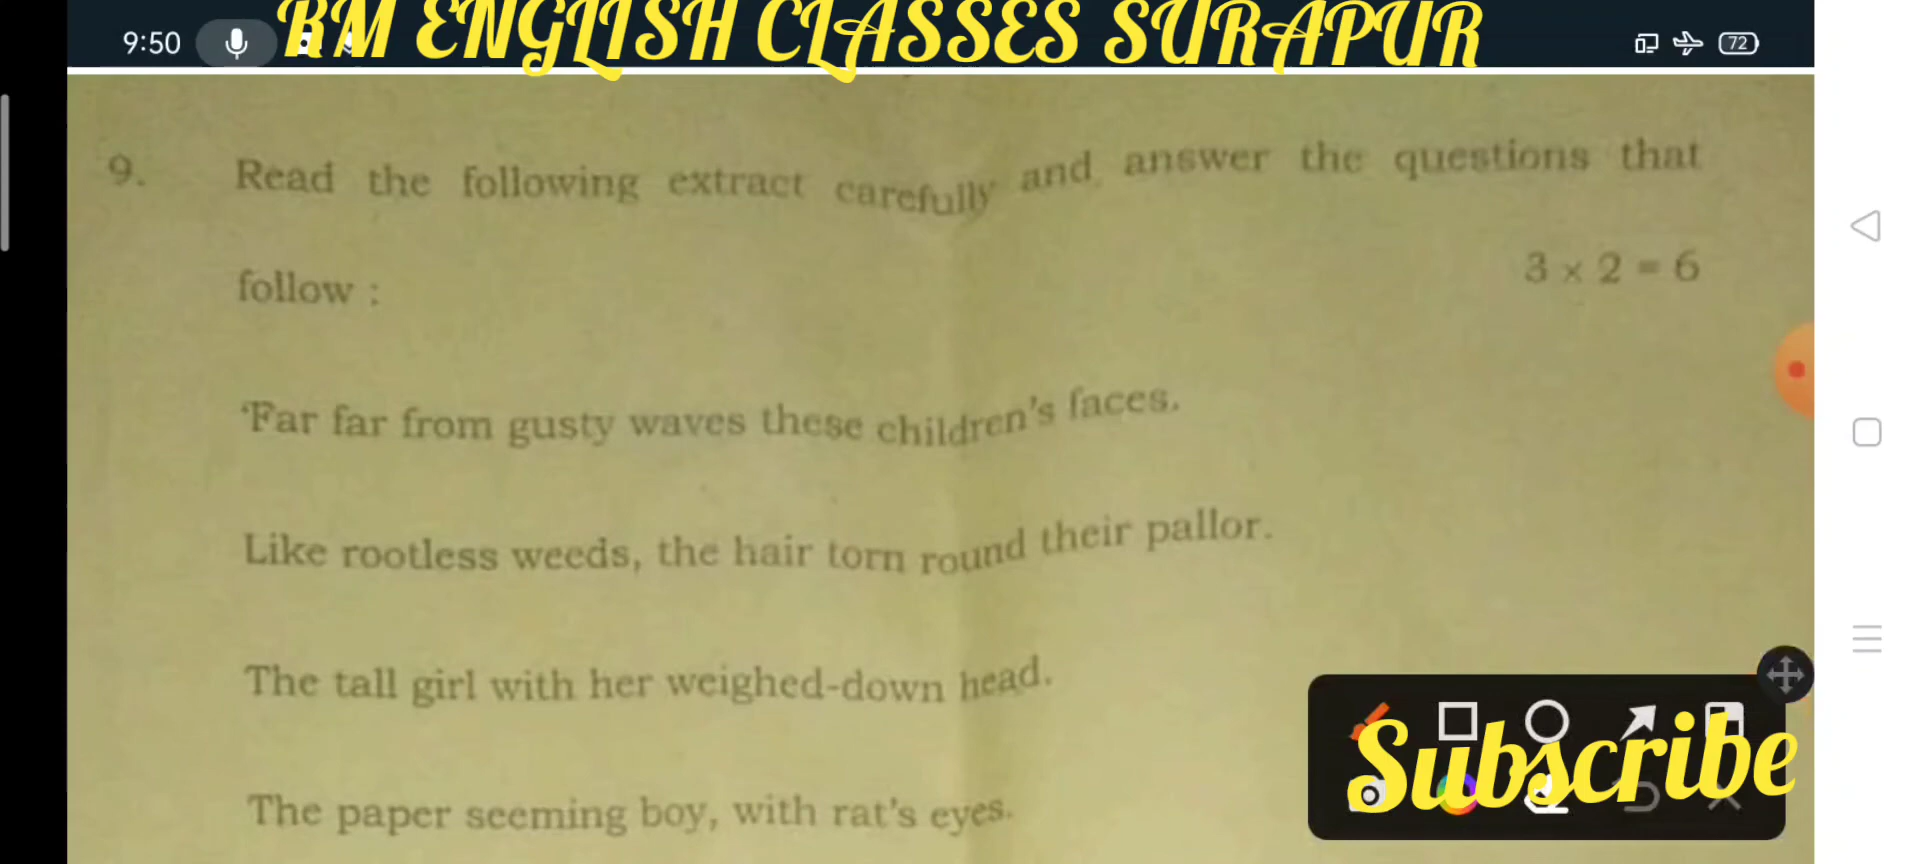 RM ENGLISH CLASSES SURAPUR
9:50
72
9. Read the following extract carefully and answer the questions that
follow :
3 × 2 = 6
‘Far far from gusty waves these children's faces.
Like rootless weeds, the hair torn round their pallor.
The tall girl with her weighed-down head.
The paper seeming boy, with rat's eyes.
Subscribe